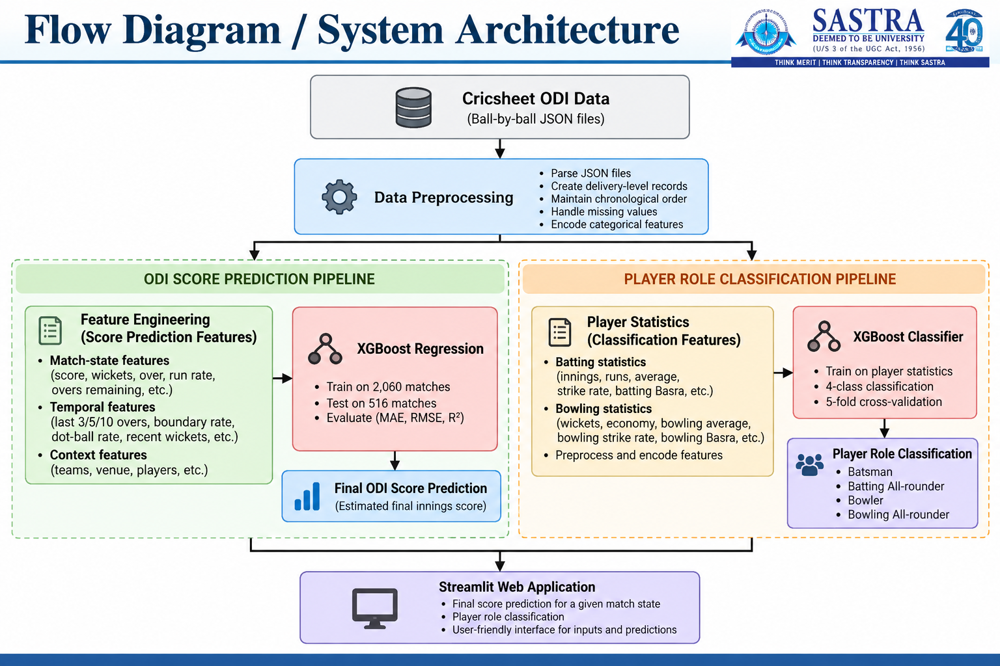 Flow Diagram / System Architecture
SASTRA
DEEMED TO BE UNIVERSITY
(U/S 3 of the UGC Act, 1956)
40
THINK MERIT | THINK TRANSPARENCY | THINK SASTRA
Cricsheet ODI Data
(Ball-by-ball JSON files)
Data Preprocessing
• Parse JSON files
• Create delivery-level records
• Maintain chronological order
• Handle missing values
• Encode categorical features
ODI SCORE PREDICTION PIPELINE
Feature Engineering
(Score Prediction Features)
• Match-state features
(score, wickets, over, run rate,
overs remaining, etc.)
• Temporal features
(last 3/5/10 overs, boundary rate,
dot-ball rate, recent wickets, etc.)
• Context features
(teams, venue, players, etc.)
XGBoost Regression
• Train on 2,060 matches
• Test on 516 matches
• Evaluate (MAE, RMSE, R²)
Final ODI Score Prediction
(Estimated final innings score)
PLAYER ROLE CLASSIFICATION PIPELINE
Player Statistics
(Classification Features)
• Batting statistics
(innings, runs, average,
strike rate, batting Basra, etc.)
• Bowling statistics
(wickets, economy, bowling average,
bowling strike rate, bowling Basra, etc.)
• Preprocess and encode features
XGBoost Classifier
• Train on player statistics
• 4-class classification
• 5-fold cross-validation
Player Role Classification
• Batsman
• Batting All-rounder
• Bowler
• Bowling All-rounder
Streamlit Web Application
• Final score prediction for a given match state
• Player role classification
• User-friendly interface for inputs and predictions